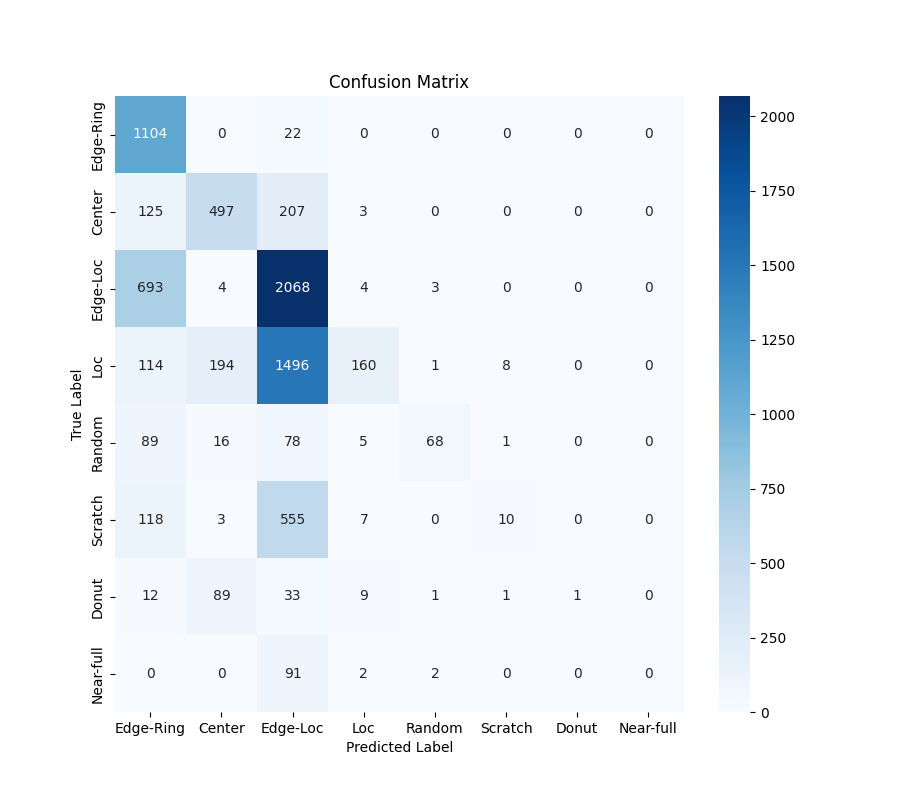 Confusion Matrix
True Label
Edge-Ring 1104 0 22 0 0 0 0 0
Center 125 497 207 3 0 0 0 0
Edge-Loc 693 4 2068 4 3 0 0 0
Loc 114 194 1496 160 1 8 0 0
Random 89 16 78 5 68 1 0 0
Scratch 118 3 555 7 0 10 0 0
Donut 12 89 33 9 1 1 1 0
Near-full 0 0 91 2 2 0 0 0
Edge-Ring Center Edge-Loc Loc Random Scratch Donut Near-full
Predicted Label
2000
1750
1500
1250
1000
750
500
250
0